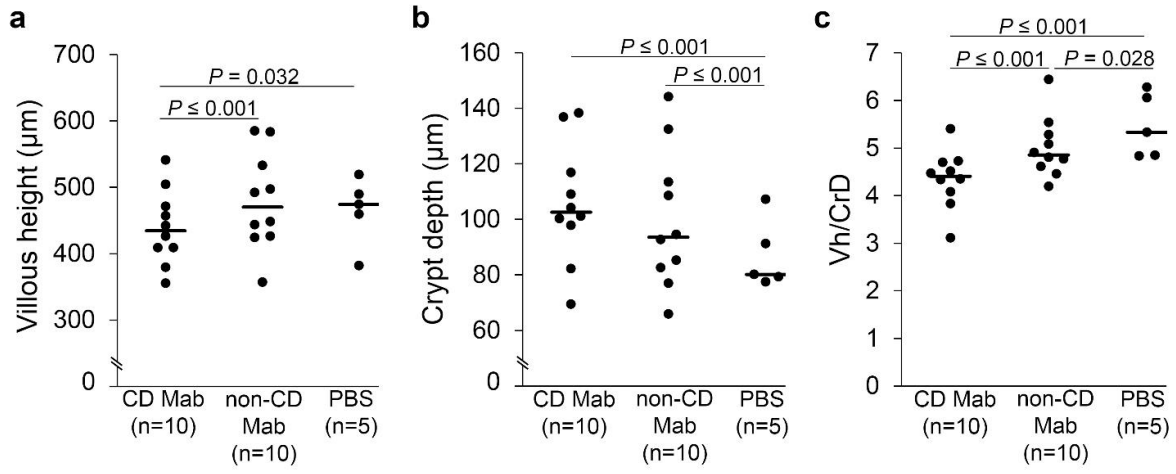 a
Villous height (µm)
700
600
500
400
300
0
P = 0.032
P ≤ 0.001
CD Mab
(n=10)
non-CD
Mab
(n=10)
PBS
(n=5)
b
Crypt depth (µm)
160
140
120
100
80
60
0
P ≤ 0.001
P ≤ 0.001
CD Mab
(n=10)
non-CD
Mab
(n=10)
PBS
(n=5)
c
Vh/CrD
7
6
5
4
3
2
1
0
P ≤ 0.001
P ≤ 0.001
P = 0.028
CD Mab
(n=10)
non-CD
Mab
(n=10)
PBS
(n=5)